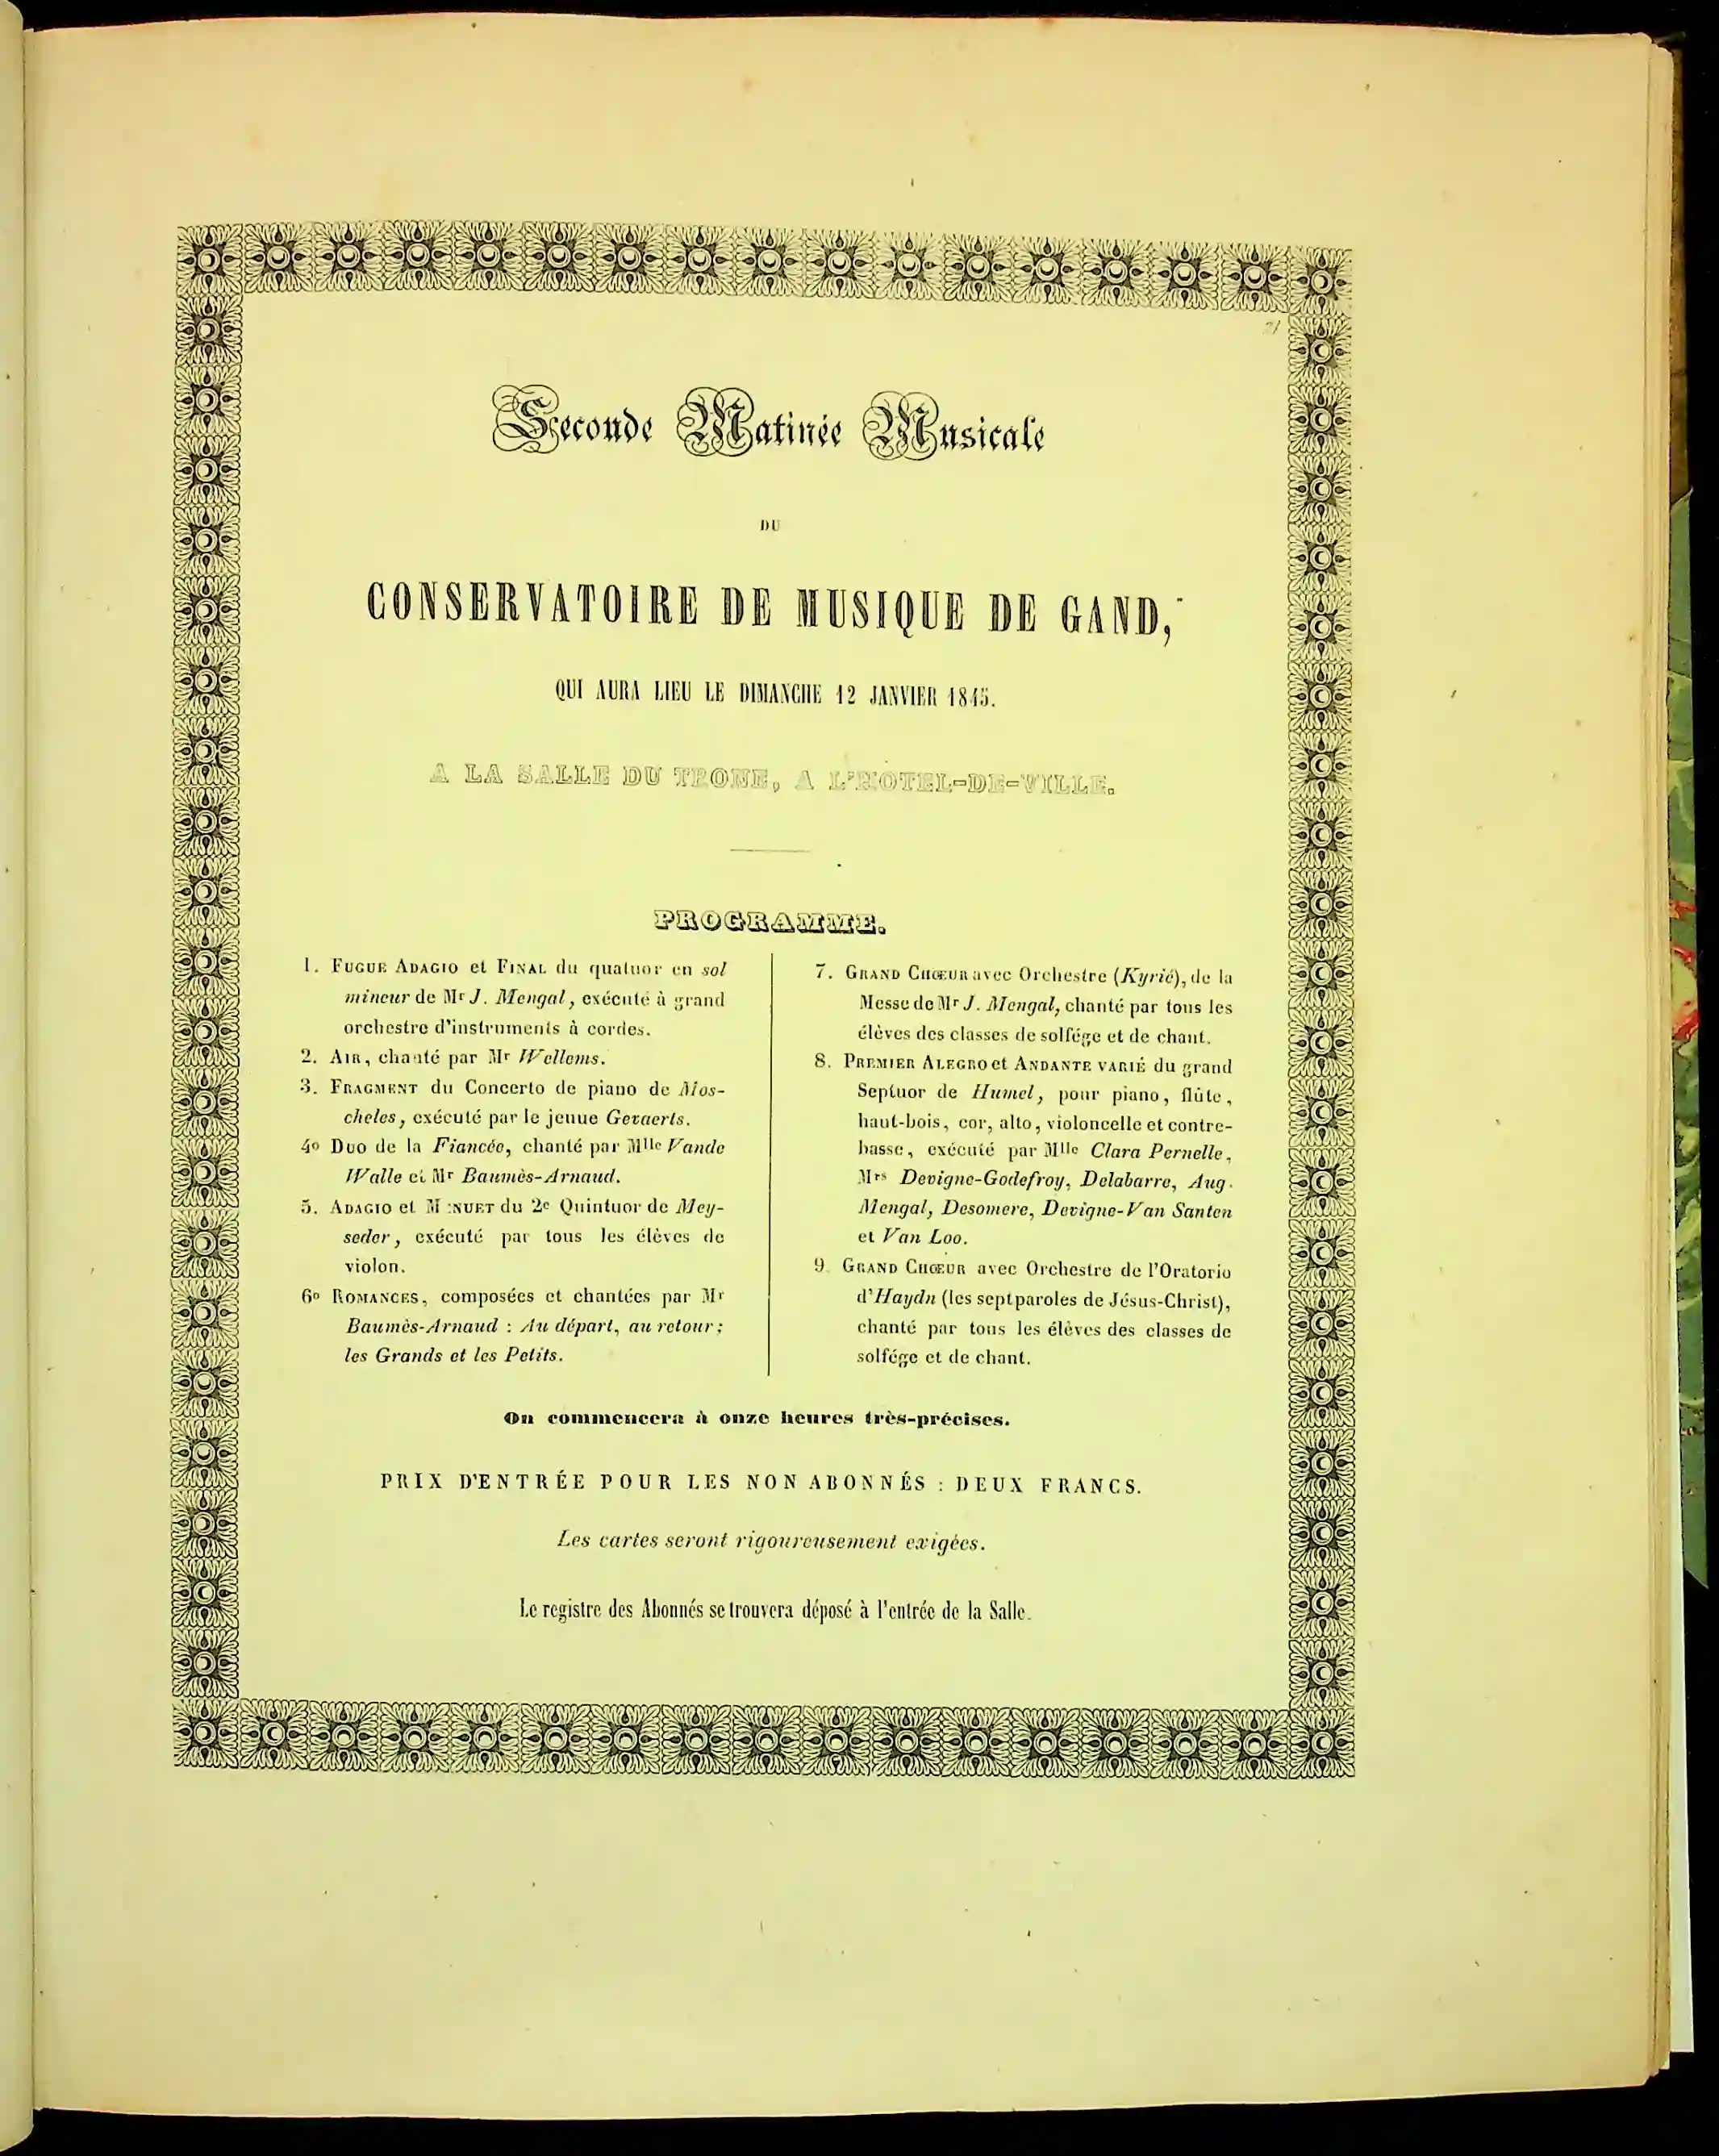 21
Seconde Matinée Musicale
DU
CONSERVATOIRE DE MUSIQUE DE GAND,
QUI AURA LIEU LE DIMANCHE 12 JANVIER 1845.
A LA SALLE DU TRONE, A L'HÔTEL-DE-VILLE.
PROGRAMME.
1. FUGUE ADAGIO et FINAL du quatuor en sol
mineur de Mr J. Mengal, exécuté à grand
orchestre d'instruments à cordes.
2. AIR, chanté par Mr Wellems.
3. FRAGMENT du Concerto de piano de Mos-
cheles, exécuté par le jeune Gevaerts.
4o DUO de la Fiancée, chanté par Mlle Vande
Walle et Mr Baumès-Arnaud.
5. ADAGIO et M:NUET du 2e Quintuor de Mey-
seder, exécuté par tous les élèves de
violon.
6o ROMANCES, composées et chantées par Mr
Baumès-Arnaud : Au départ, au retour;
les Grands et les Petits.
7. GRAND CHŒUR avec Orchestre (Kyrié), de la
Messe de Mr J. Mengal, chanté par tous les
élèves des classes de solfége et de chant.
8. PREMIER ALEGRO et ANDANTE VARIÉ du grand
Septuor de Humel, pour piano, flûte,
haut-bois, cor, alto, violoncelle et contre-
basse, exécuté par Mlle Clara Pernelle,
Mrs Devigne-Godefroy, Delabarre, Aug.
Mengal, Desomere, Devigne-Van Santen
et Van Loo.
9 GRAND CHŒUR avec Orchestre de l'Oratorio
d'Haydn (les sept paroles de Jésus-Christ),
chanté par tous les élèves des classes de
solfége et de chant.
On commencera à onze heures très-précises.
PRIX D'ENTRÉE POUR LES NON ABONNÉS : DEUX FRANCS.
Les cartes seront rigoureusement exigées.
Le registre des Abonnés se trouvera déposé à l'entrée de la Salle.